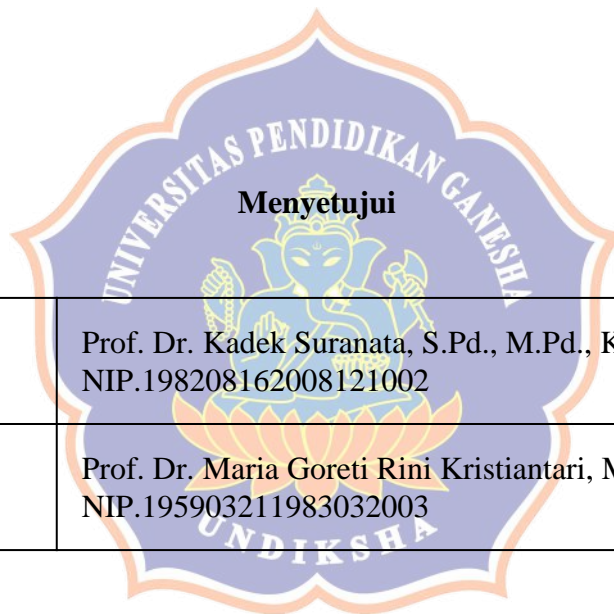 UNIVERSITAS PENDIDIKAN GANESHA
Menyetujui
Prof. Dr. Kadek Suranata, S.Pd., M.Pd., K
NIP.198208162008121002
Prof. Dr. Maria Goreti Rini Kristiantari, M
NIP.195903211983032003
UNDIKSHA